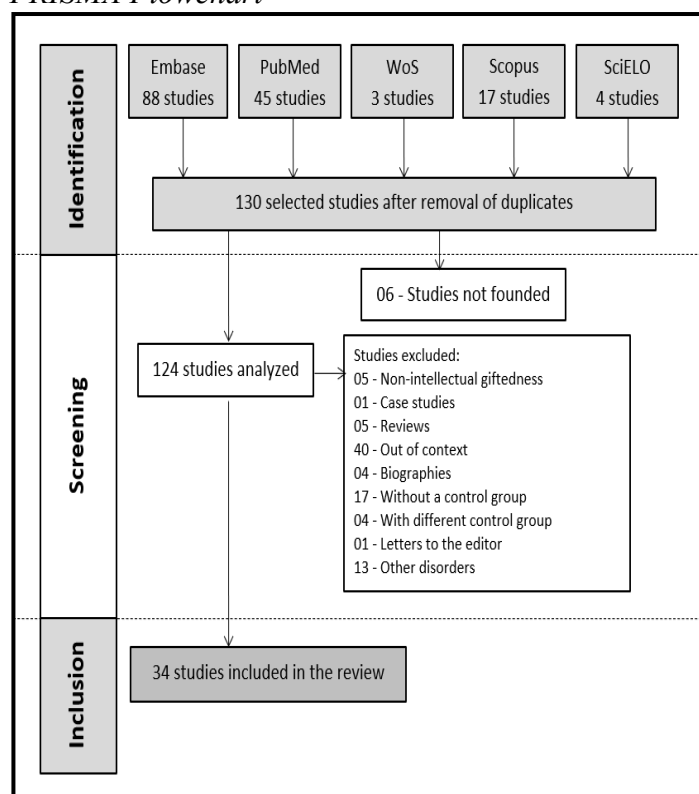 PRISMA Flowchart
Identification
Embase
88 studies
PubMed
45 studies
WoS
3 studies
Scopus
17 studies
SciELO
4 studies
130 selected studies after removal of duplicates
Screening
06 - Studies not founded
124 studies analyzed
Studies excluded:
05 - Non-intellectual giftedness
01 - Case studies
05 - Reviews
40 - Out of context
04 - Biographies
17 - Without a control group
04 - With different control group
01 - Letters to the editor
13 - Other disorders
Inclusion
34 studies included in the review